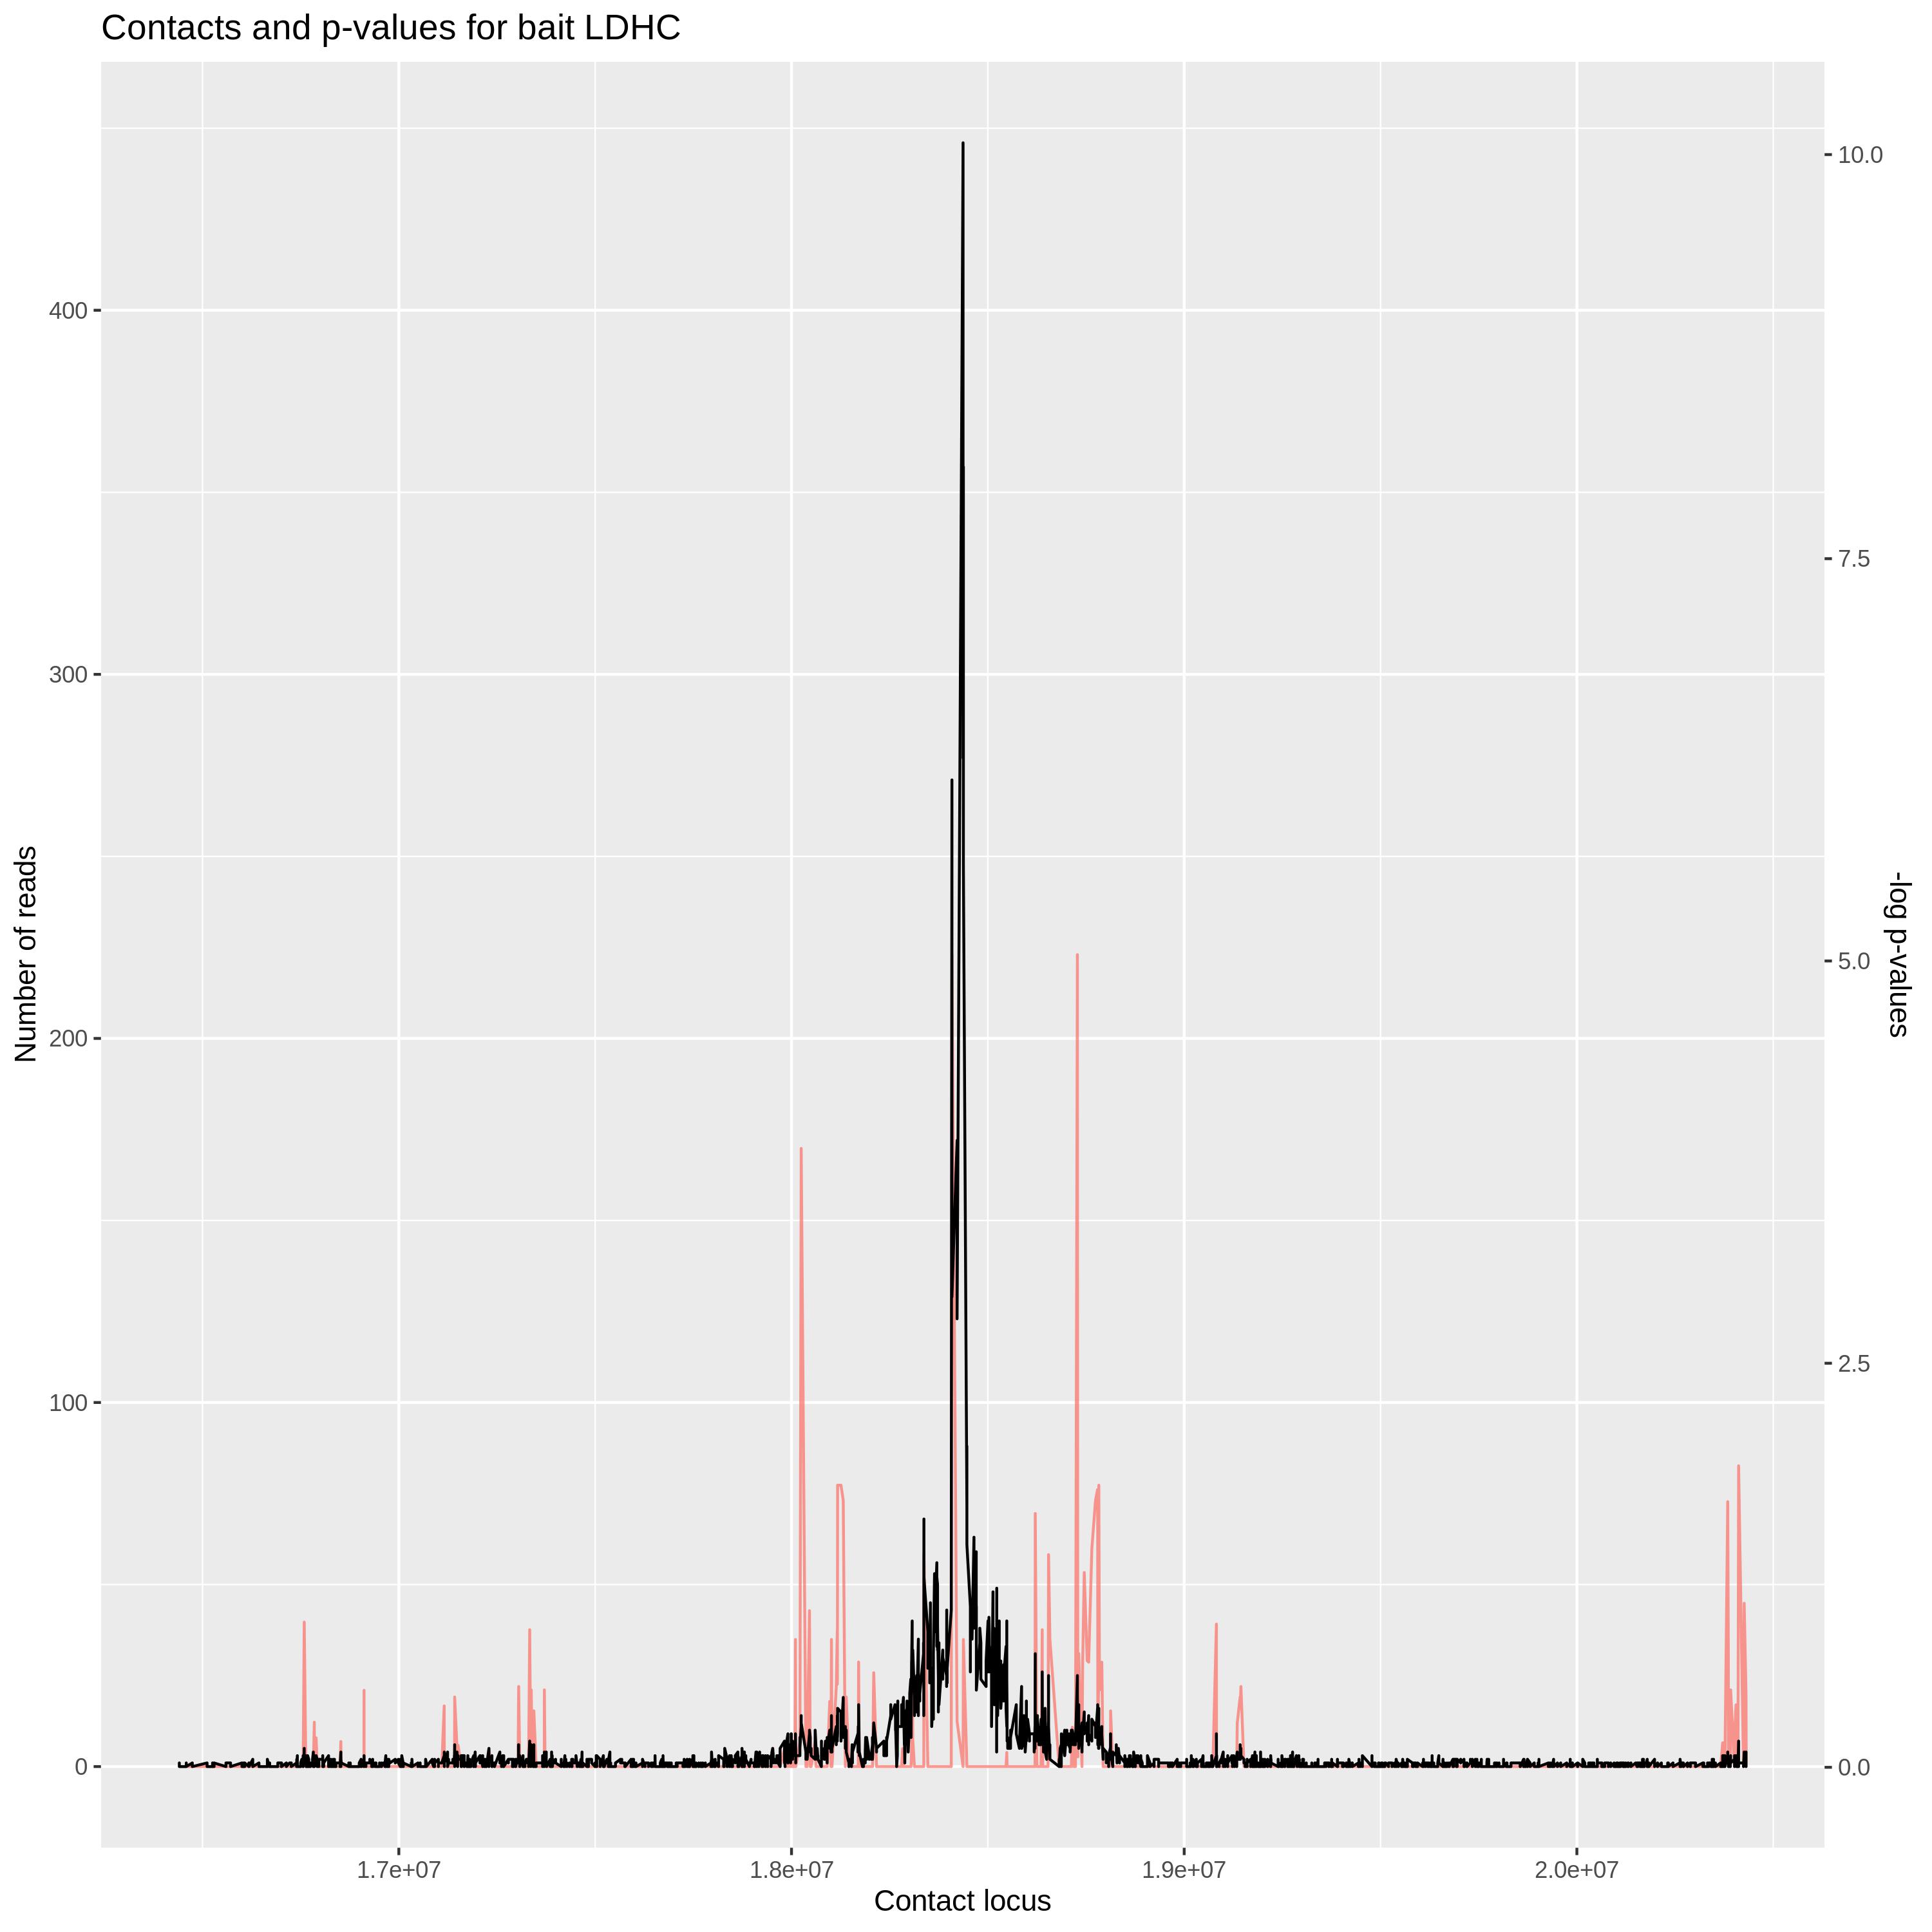 Contacts and p-values for bait LDHC
Number of reads
400
300
200
100
0
10.0
7.5
5.0
2.5
0.0
-log p-values
1.7e+07
1.8e+07
1.9e+07
2.0e+07
Contact locus